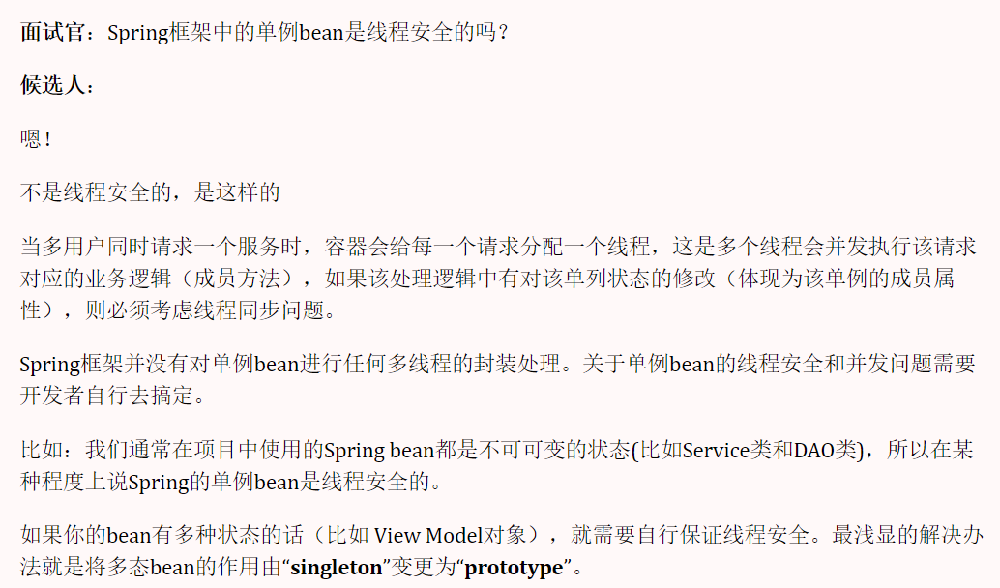 面试官：Spring框架中的单例bean是线程安全的吗？
候选人：
嗯！
不是线程安全的，是这样的
当多用户同时请求一个服务时，容器会给每一个请求分配一个线程，这是多个线程会并发执行该请求
对应的业务逻辑（成员方法），如果该处理逻辑中有对该单列状态的修改（体现为该单例的成员属
性），则必须考虑线程同步问题。
Spring框架并没有对单例bean进行任何多线程的封装处理。关于单例bean的线程安全和并发问题需要
开发者自行去搞定。
比如：我们通常在项目中使用的Spring bean都是不可可变的状态(比如Service类和DAO类)，所以在某
种程度上说Spring的单例bean是线程安全的。
如果你的bean有多种状态的话（比如 View Model对象），就需要自行保证线程安全。最浅显的解决办
法就是将多态bean的作用由“singleton”变更为“prototype”。